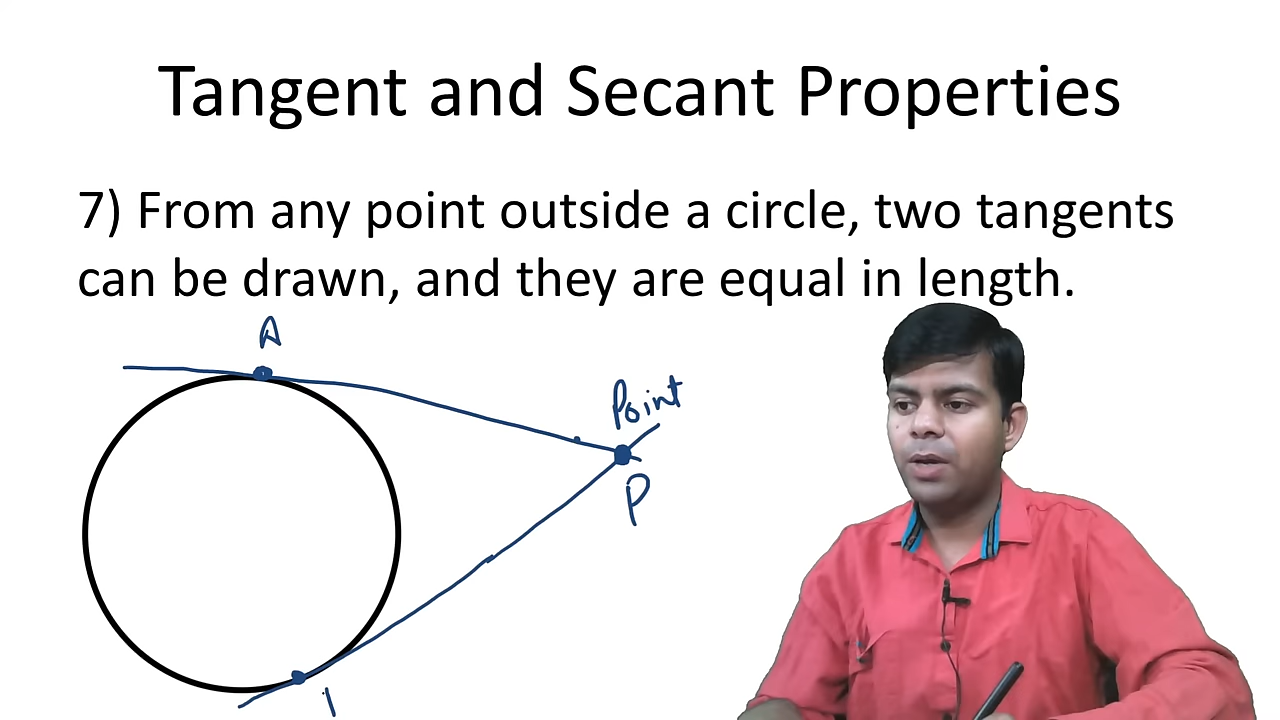 Tangent and Secant Properties
7) From any point outside a circle, two tangents
can be drawn, and they are equal in length.
A
Point
P